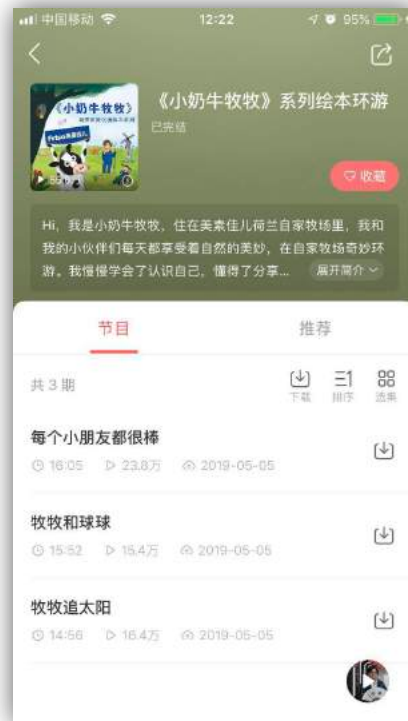 中国移动 12:22 95%
《小奶牛牧牧》
Friso美素佳儿
《小奶牛牧牧》系列绘本环游
已完结
收藏
Hi，我是小奶牛牧牧，住在美素佳儿荷兰自家牧场里，我和
我的小伙伴们每天都享受着自然的美妙，在自家牧场奇妙环
游。我慢慢学会了认识自己，懂得了分享... 展开简介
节目 推荐
共 3 期 下载 排序 选集
每个小朋友都很棒
16:05 23.8万 2019-05-05
牧牧和球球
15:52 15.4万 2019-05-05
牧牧追太阳
14:56 16.4万 2019-05-05